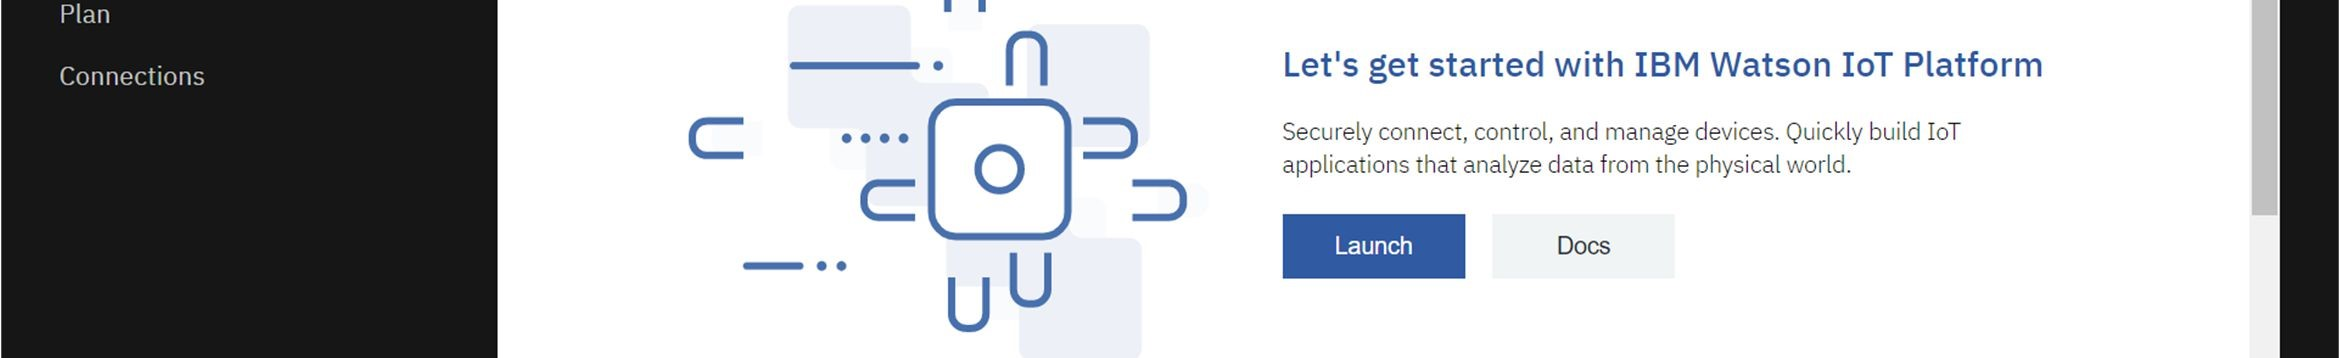 Plan
Connections
Let's get started with IBM Watson IoT Platform
Securely connect, control, and manage devices. Quickly build IoT
applications that analyze data from the physical world.
Launch
Docs